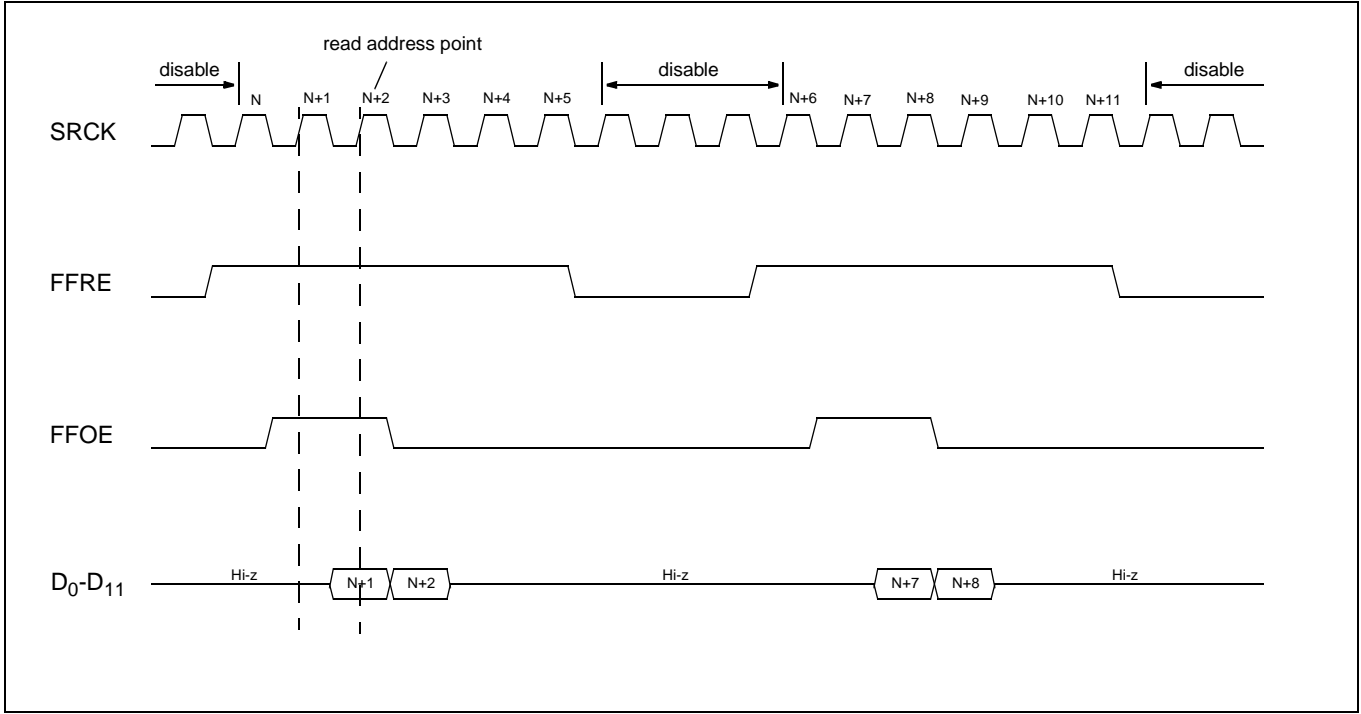 read address point
disable
disable
disable
N
N+1
N+2
N+3
N+4
N+5
N+6
N+7
N+8
N+9
N+10
N+11
SRCK
FFRE
FFOE
D0-D11
Hi-z
N+1
N+2
Hi-z
N+7
N+8
Hi-z